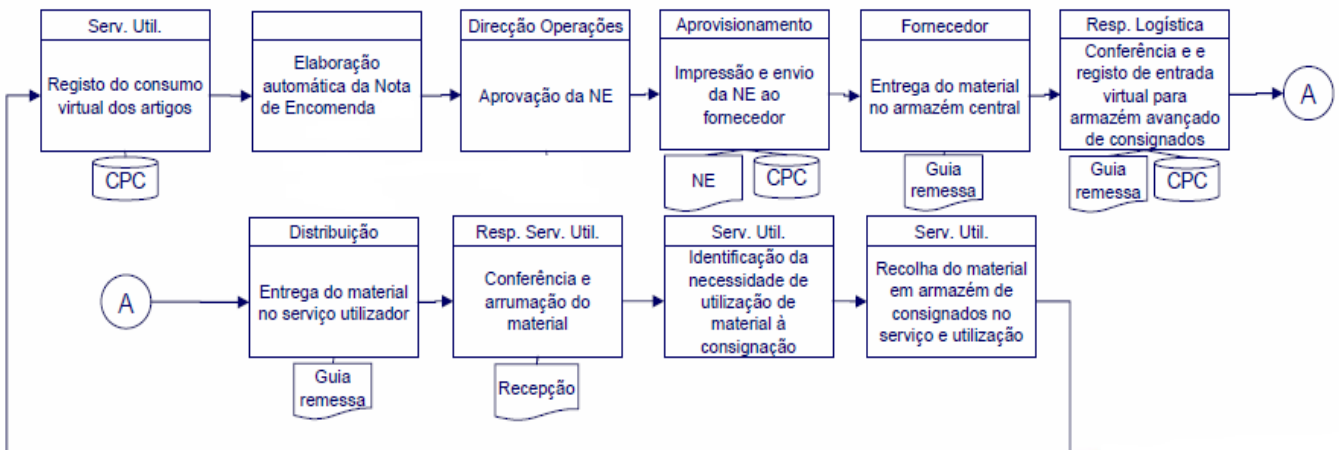 Serv. Util.
Registo do consumo
virtual dos artigos
CPC
Elaboração
automática da Nota
de Encomenda
Direcção Operações
Aprovação da NE
Aprovisionamento
Impressão e envio
da NE ao
fornecedor
NE
CPC
Fornecedor
Entrega do material
no armazém central
Guia
remessa
Resp. Logística
Conferência e e
registo de entrada
virtual para
armazém avançado
de consignados
Guia
remessa
CPC
A
A
Distribuição
Entrega do material
no serviço utilizador
Guia
remessa
Resp. Serv. Util.
Conferência e
arrumação do
material
Recepção
Serv. Util.
Identificação da
necessidade de
utilização de
material à
consignação
Serv. Util.
Recolha do material
em armazém de
consignados no
serviço e utilização